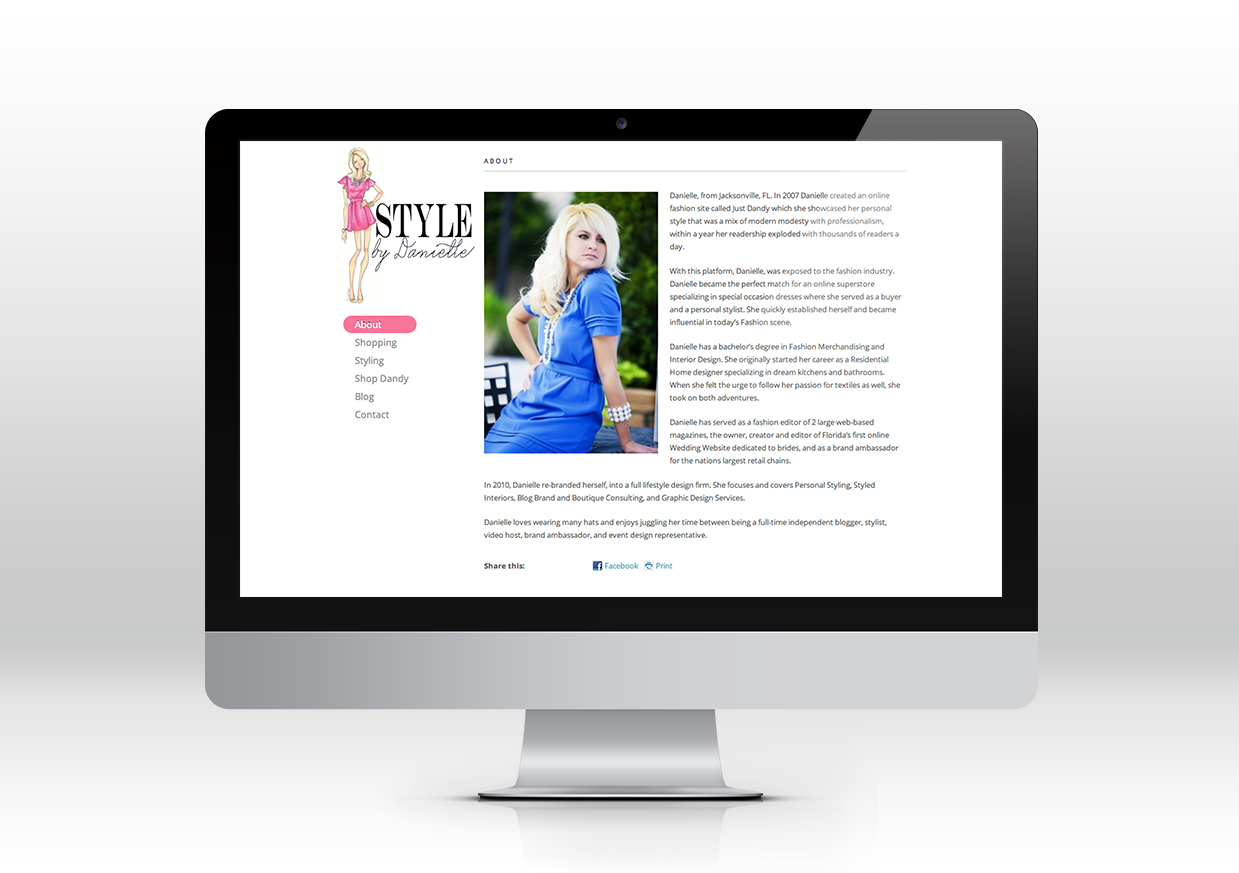 STYLE
by Danielle
About
Shopping
Styling
Shop Dandy
Blog
Contact
ABOUT
Danielle, from Jacksonville, FL. In 2007 Danielle created an online
fashion site called Just Dandy which she showcased her personal
style that was a mix of modern modesty with professionalism,
within a year her readership exploded with thousands of readers a
day.
With this platform, Danielle, was exposed to the fashion industry.
Danielle became the perfect match for an online superstore
specializing in special occasion dresses where she served as a buyer
and a personal stylist. She quickly established herself and became
influential in today's Fashion scene.
Danielle has a bachelor's degree in Fashion Merchandising and
Interior Design. She originally started her career as a Residential
Home designer specializing in dream kitchens and bathrooms.
When she felt the urge to follow her passion for textiles as well, she
took on both adventures.
Danielle has served as a fashion editor of 2 large web-based
magazines, the owner, creator and editor of Florida's first online
Wedding Website dedicated to brides, and as a brand ambassador
for the nations largest retail chains.
In 2010, Danielle re-branded herself, into a full lifestyle design firm. She focuses and covers Personal Styling, Styled
Interiors, Blog Brand and Boutique Consulting, and Graphic Design Services.
Danielle loves wearing many hats and enjoys juggling her time between being a full-time independent blogger, stylist,
video host, brand ambassador, and event design representative.
Share this: Facebook Print